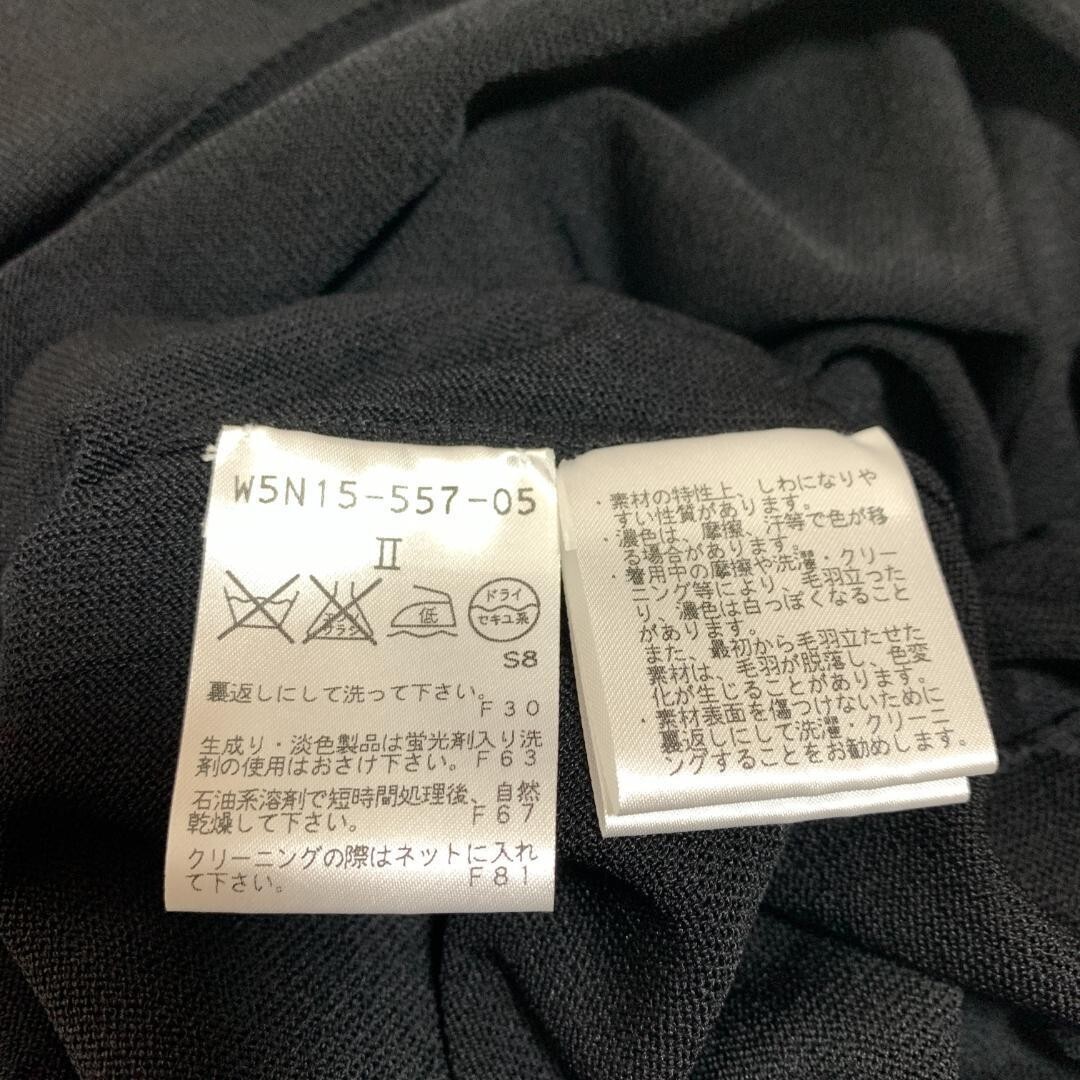 W5N15-557-05
II
エンソ
サラシ
低
ドライ
セキユ系
S8
裏返しにして洗って下さい。
F30
生成り・淡色製品は蛍光剤入り洗
剤の使用はおさけ下さい。F63
石油系溶剤で短時間処理後、自然
乾燥して下さい。 F67
クリーニングの際はネットに入れ
て下さい。 F81
・素材の特性上、しわになりや
すい性質があります。
・濃色は、摩擦、汗等で色が移
る場合があります。
・着用中の摩擦や洗濯・クリー
ニング等により、毛羽立った
り、濃色は白っぽくなること
があります。
また、最初から毛羽立たせた
素材は、毛羽が脱落し、色変
化が生じることがあります。
・素材表面を傷つけないために
裏返しにして洗濯・クリーニ
ングすることをお勧めします。